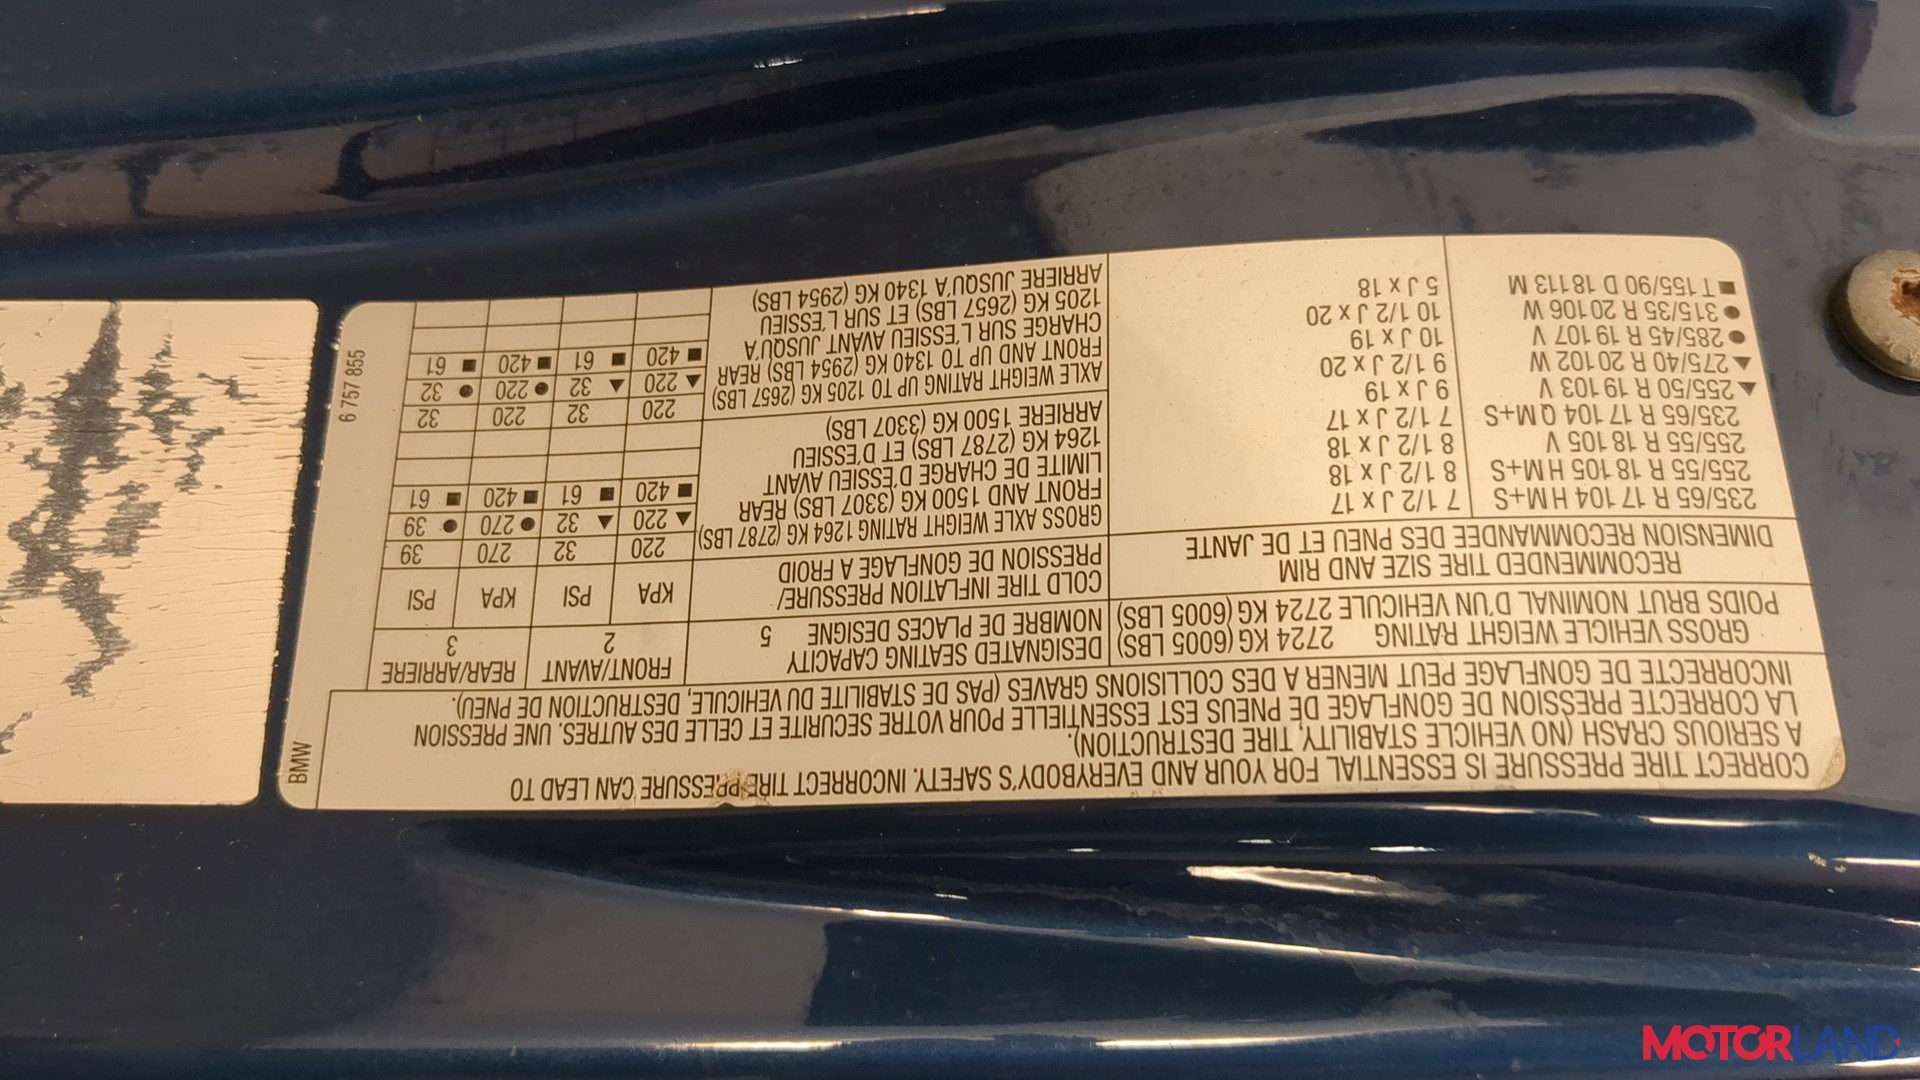 CORRECT TIRE PRESSURE IS ESSENTIAL FOR YOUR AND EVERYBODY'S SAFETY. INCORRECT TIRE PRESSURE CAN LEAD TO
A SERIOUS CRASH (NO VEHICLE STABILITY, TIRE DESTRUCTION).
LA CORRECTE PRESSION DE GONFLAGE DE PNEUS EST ESSENTIELLE POUR VOTRE SECURITE ET CELLE DES AUTRES. UNE PRESSION
INCORRECTE DE GONFLAGE PEUT MENER A DES COLLISIONS GRAVES (PAS DE STABILITE DU VEHICULE, DESTRUCTION DE PNEU).
BMW
GROSS VEHICLE WEIGHT RATING 2724 KG (6005 LBS)
POIDS BRUT NOMINAL D'UN VEHICULE 2724 KG (6005 LBS)
DESIGNATED SEATING CAPACITY
NOMBRE DE PLACES DESIGNE 5
FRONT/AVANT
2
REAR/ARRIERE
3
RECOMMENDED TIRE SIZE AND RIM
DIMENSION RECOMMANDEE DES PNEU ET DE JANTE
COLD TIRE INFLATION PRESSURE/
PRESSION DE GONFLAGE A FROID
KPA PSI KPA PSI
235/65 R 17 104 H M+S 7 1/2 J x 17
255/55 R 18 105 H M+S 8 1/2 J x 18
255/55 R 18 105 V 8 1/2 J x 18
235/65 R 17 104 Q M+S 7 1/2 J x 17
▲ 255/50 R 19 103 V 9 J x 19
▲ 275/40 R 20 102 W 9 1/2 J x 20
● 285/45 R 19 107 V 10 J x 19
● 315/35 R 20 106 W 10 1/2 J x 20
■ T 155/90 D 18 113 M 5 J x 18
GROSS AXLE WEIGHT RATING 1264 KG (2787 LBS)
FRONT AND 1500 KG (3307 LBS) REAR
LIMITE DE CHARGE D'ESSIEU AVANT
1264 KG (2787 LBS) ET D'ESSIEU
ARRIERE 1500 KG (3307 LBS)
220 32 270 39
▲ 220 ▲ 32 ● 270 ● 39
■ 420 ■ 61 ■ 420 ■ 61
AXLE WEIGHT RATING UP TO 1205 KG (2657 LBS)
FRONT AND UP TO 1340 KG (2954 LBS) REAR
CHARGE SUR L'ESSIEU AVANT JUSQU'A
1205 KG (2657 LBS) ET SUR L'ESSIEU
ARRIERE JUSQU'A 1340 KG (2954 LBS)
220 32 220 32
▲ 220 ▲ 32 ● 220 ● 32
■ 420 ■ 61 ■ 420 ■ 61
6 757 855
MOTORLAND